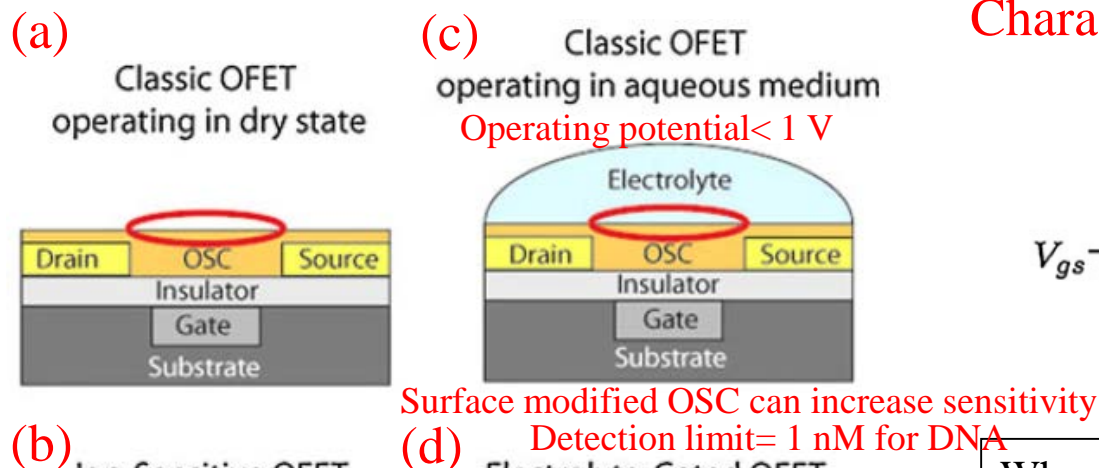 (a)
Classic OFET
operating in dry state
Drain OSC Source
Insulator
Gate
Substrate
(c)
Classic OFET
operating in aqueous medium
Operating potential< 1 V
Electrolyte
Drain OSC Source
Insulator
Gate
Substrate
Surface modified OSC can increase sensitivity
Detection limit= 1 nM for DNA
Chara
V_gs
(b)
(d)